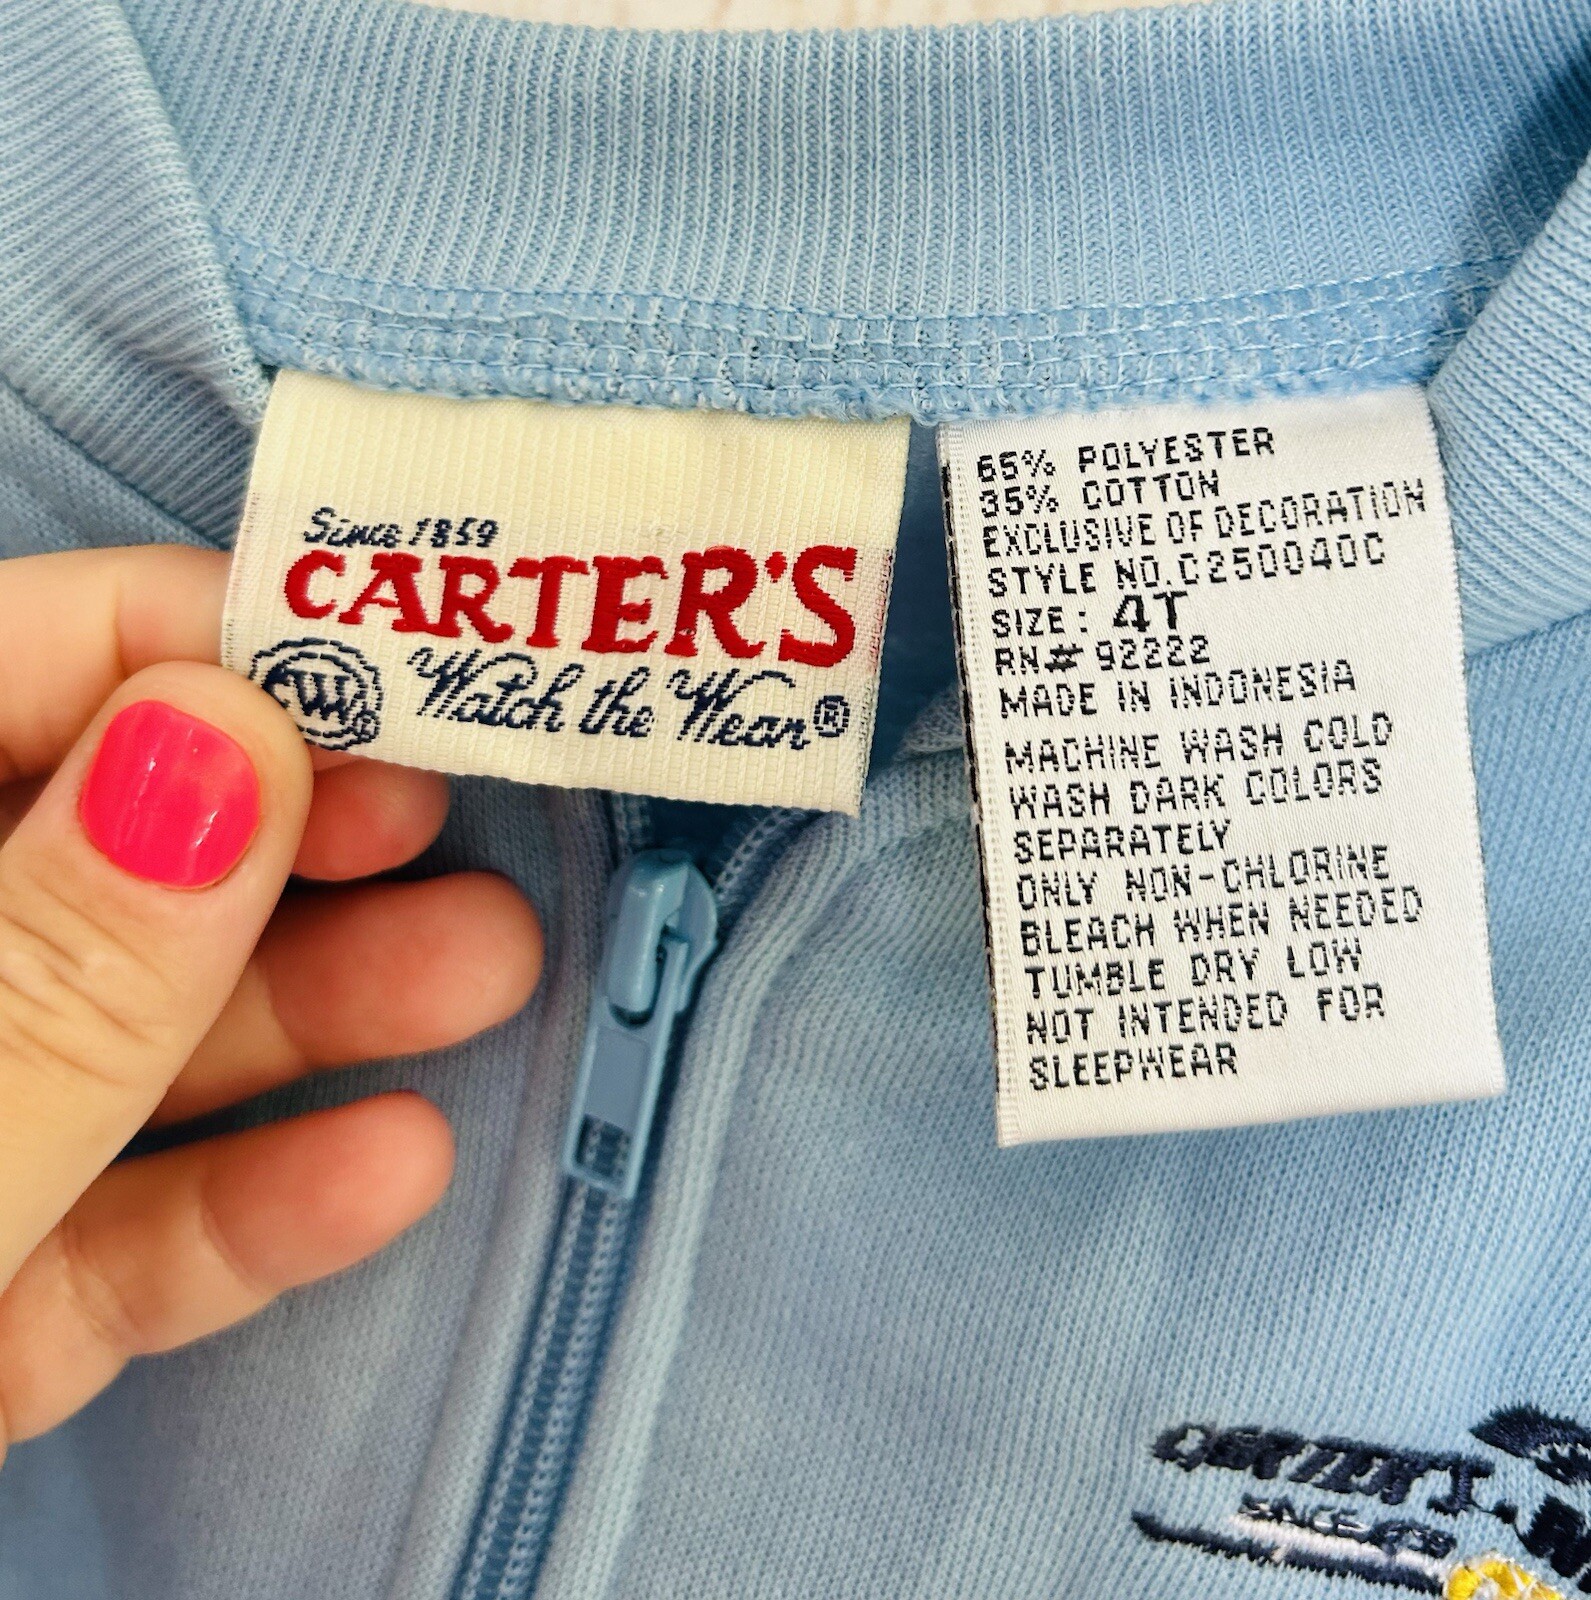 Since 1859
CARTER'S
Watch the Wear®
65% POLYESTER
35% COTTON
EXCLUSIVE OF DECORATION
STYLE NO.C250040C
SIZE: 4T
RN# 92222
MADE IN INDONESIA
MACHINE WASH COLD
WASH DARK COLORS
SEPARATELY
ONLY NON-CHLORINE
BLEACH WHEN NEEDED
TUMBLE DRY LOW
NOT INTENDED FOR
SLEEPWEAR
SINCE